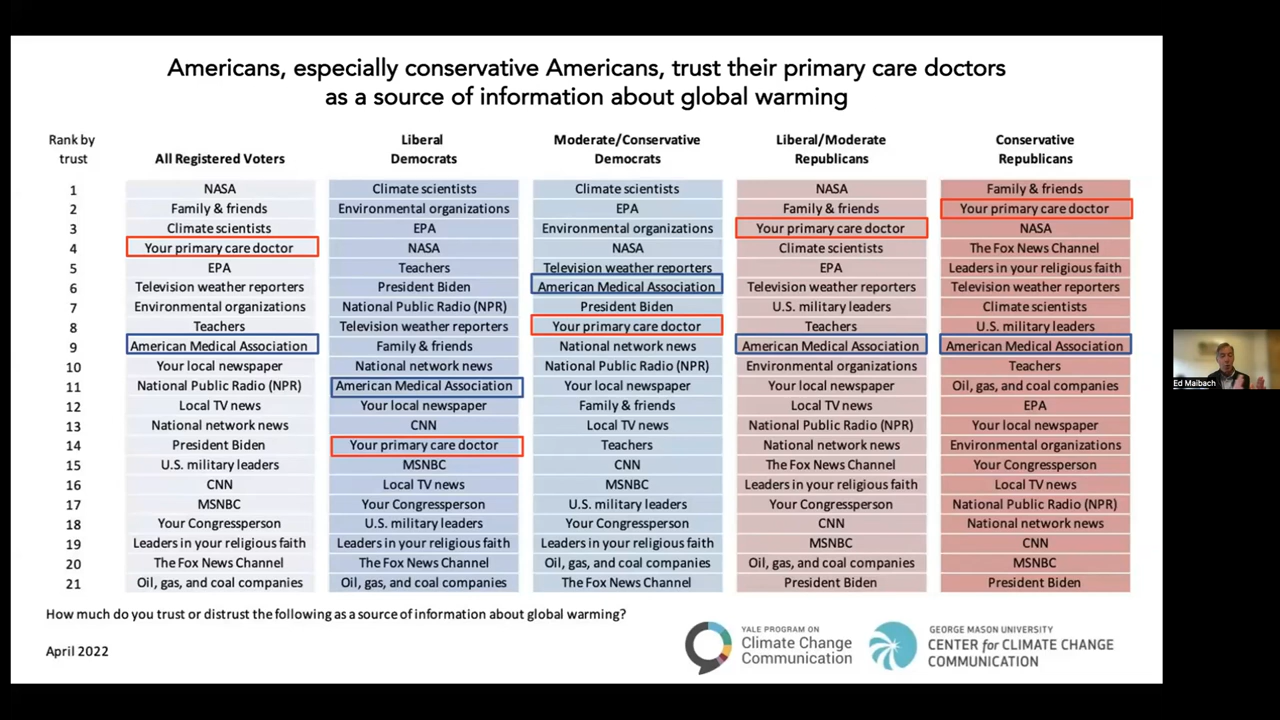 Americans, especially conservative Americans, trust their primary care doctors
as a source of information about global warming
Rank by trust | All Registered Voters | Liberal Democrats | Moderate/Conservative Democrats | Liberal/Moderate Republicans | Conservative Republicans
1 | NASA | Climate scientists | Climate scientists | NASA | Family & friends
2 | Family & friends | Environmental organizations | EPA | Family & friends | Your primary care doctor
3 | Climate scientists | EPA | Environmental organizations | Your primary care doctor | NASA
4 | Your primary care doctor | NASA | NASA | Climate scientists | The Fox News Channel
5 | EPA | Teachers | Television weather reporters | EPA | Leaders in your religious faith
6 | Television weather reporters | President Biden | American Medical Association | Television weather reporters | Television weather reporters
7 | Environmental organizations | National Public Radio (NPR) | President Biden | U.S. military leaders | Climate scientists
8 | Teachers | Television weather reporters | Your primary care doctor | Teachers | U.S. military leaders
9 | American Medical Association | Family & friends | National network news | American Medical Association | American Medical Association
10 | Your local newspaper | National network news | National Public Radio (NPR) | Environmental organizations | Teachers
11 | National Public Radio (NPR) | American Medical Association | Your local newspaper | Your local newspaper | Oil, gas, and coal companies
12 | Local TV news | Your local newspaper | Family & friends | Local TV news | EPA
13 | National network news | CNN | Local TV news | National Public Radio (NPR) | Your local newspaper
14 | President Biden | Your primary care doctor | Teachers | National network news | Environmental organizations
15 | U.S. military leaders | MSNBC | CNN | The Fox News Channel | Your Congressperson
16 | CNN | Local TV news | MSNBC | Leaders in your religious faith | Local TV news
17 | MSNBC | Your Congressperson | U.S. military leaders | Your Congressperson | National Public Radio (NPR)
18 | Your Congressperson | U.S. military leaders | Your Congressperson | CNN | National network news
19 | Leaders in your religious faith | Leaders in your religious faith | Leaders in your religious faith | MSNBC | CNN
20 | The Fox News Channel | The Fox News Channel | Oil, gas, and coal companies | Oil, gas, and coal companies | MSNBC
21 | Oil, gas, and coal companies | Oil, gas, and coal companies | The Fox News Channel | President Biden | President Biden
Ed Maibach
How much do you trust or distrust the following as a source of information about global warming?
April 2022
YALE PROGRAM ON
Climate Change
Communication
GEORGE MASON UNIVERSITY
CENTER for CLIMATE CHANGE
COMMUNICATION